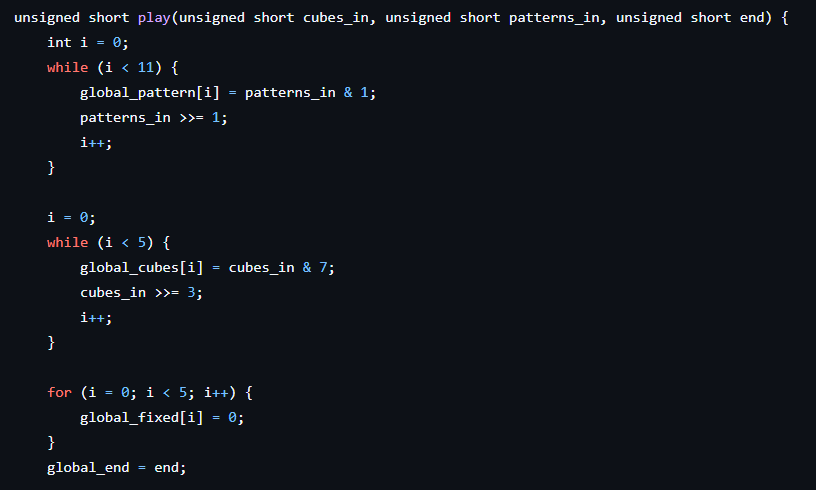 unsigned short play(unsigned short cubes_in, unsigned short patterns_in, unsigned short end) {
    int i = 0;
    while (i < 11) {
        global_pattern[i] = patterns_in & 1;
        patterns_in >>= 1;
        i++;
    }

    i = 0;
    while (i < 5) {
        global_cubes[i] = cubes_in & 7;
        cubes_in >>= 3;
        i++;
    }

    for (i = 0; i < 5; i++) {
        global_fixed[i] = 0;
    }
    global_end = end;